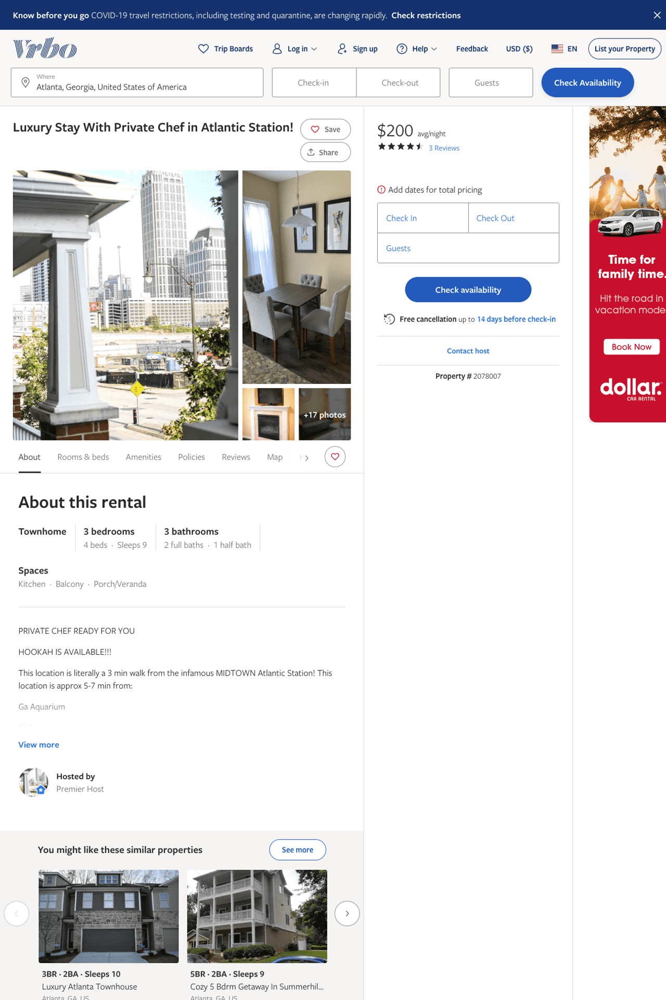 Know before you go COVID-19 travel restrictions, including testing and quarantine, are changing rapidly. Check restrictions
Vrbo
Trip Boards
Log in
Sign up
Help
Feedback
USD ($)
EN
List your Property
Where
Atlanta, Georgia, United States of America
Check-in
Check-out
Guests
Check Availability
Luxury Stay With Private Chef in Atlantic Station!
Save
Share
+17 photos
$200 avg/night
3 Reviews
Add dates for total pricing
Check In
Check Out
Guests
Check availability
Free cancellation up to 14 days before check-in
Contact host
Property # 2078007
Time for
family time.
Hit the road in
vacation mode
Book Now
dollar.
CAR RENTAL
About
Rooms & beds
Amenities
Policies
Reviews
Map
About this rental
Townhome
3 bedrooms
4 beds · Sleeps 9
3 bathrooms
2 full baths · 1 half bath
Spaces
Kitchen · Balcony · Porch/Veranda
PRIVATE CHEF READY FOR YOU
HOOKAH IS AVAILABLE!!!
This location is literally a 3 min walk from the infamous MIDTOWN Atlantic Station! This
location is approx 5-7 min from:
Ga Aquarium
View more
Hosted by
Premier Host
You might like these similar properties
See more
3BR · 2BA · Sleeps 10
Luxury Atlanta Townhouse
Atlanta, GA, US
5BR · 2BA · Sleeps 9
Cozy 5 Bdrm Getaway In Summerhil...
Atlanta, GA, US